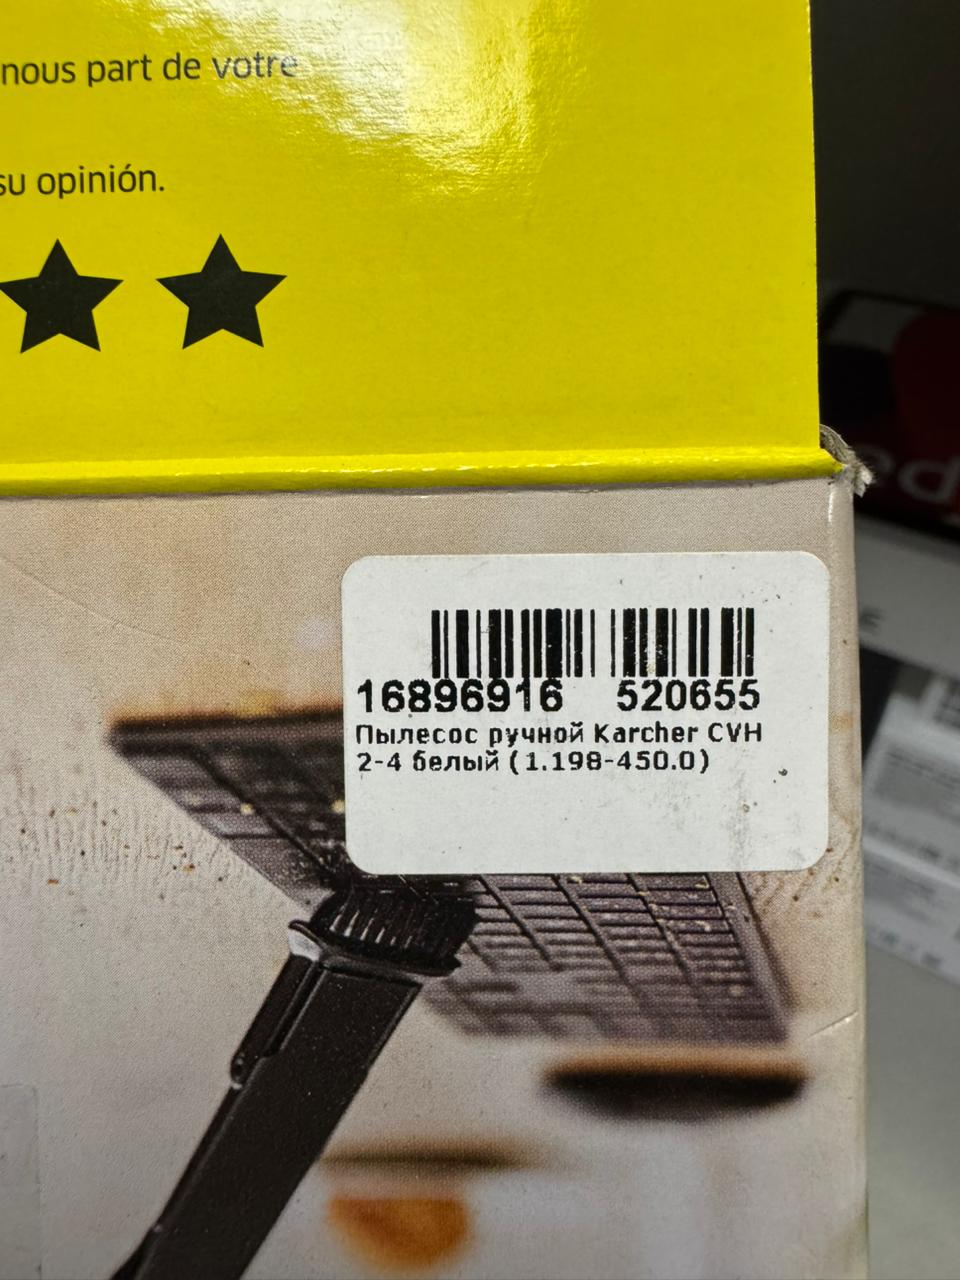 nous part de votre
su opinión.
16896916 520655
Пылесос ручной Karcher CVH
2-4 белый (1.198-450.0)